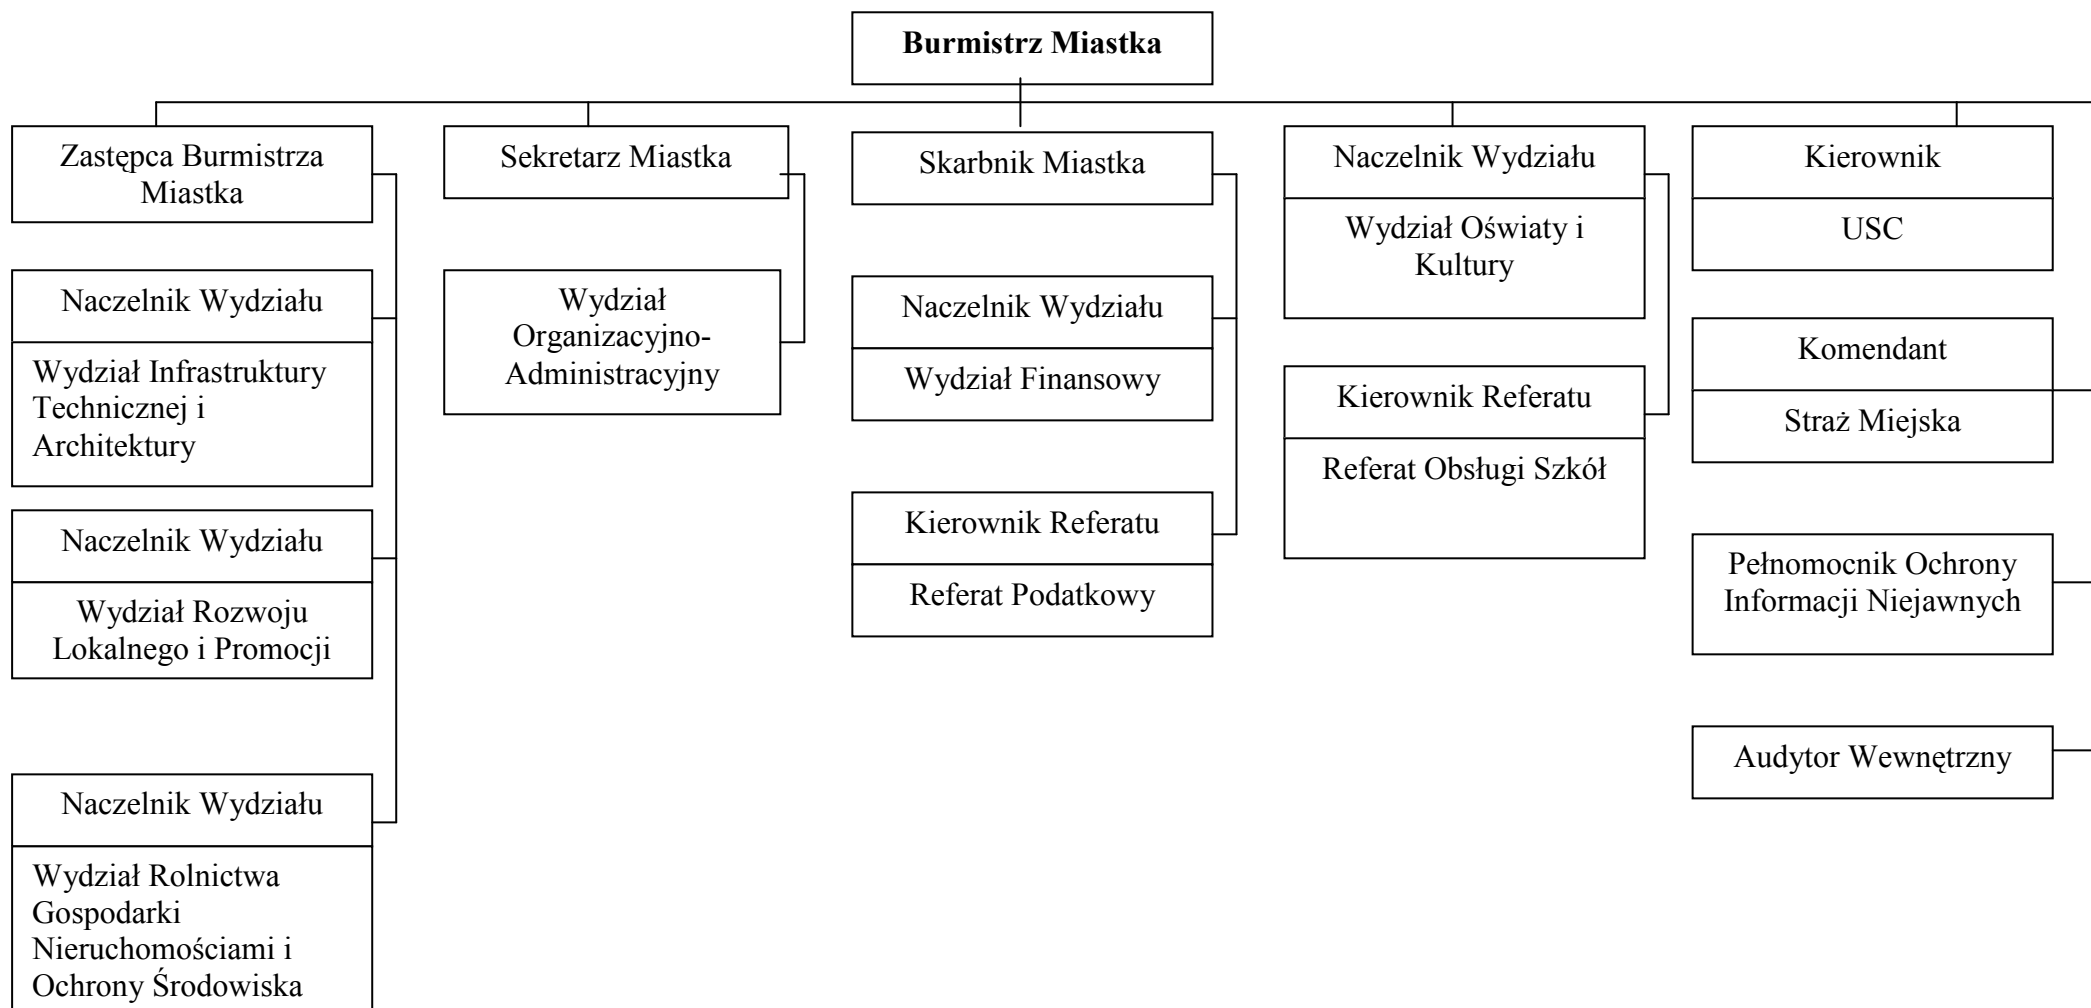 Burmistrz Miastka
Zastępca Burmistrza
Miastka
Naczelnik Wydziału
Wydział Infrastruktury
Technicznej i
Architektury
Naczelnik Wydziału
Wydział Rozwoju
Lokalnego i Promocji
Naczelnik Wydziału
Wydział Rolnictwa
Gospodarki
Nieruchomościami i
Ochrony Środowiska
Sekretarz Miastka
Wydział
Organizacyjno-
Administracyjny
Skarbnik Miastka
Naczelnik Wydziału
Wydział Finansowy
Kierownik Referatu
Referat Podatkowy
Naczelnik Wydziału
Wydział Oświaty i
Kultury
Kierownik Referatu
Referat Obsługi Szkół
Kierownik
USC
Komendant
Straż Miejska
Pełnomocnik Ochrony
Informacji Niejawnych
Audytor Wewnętrzny